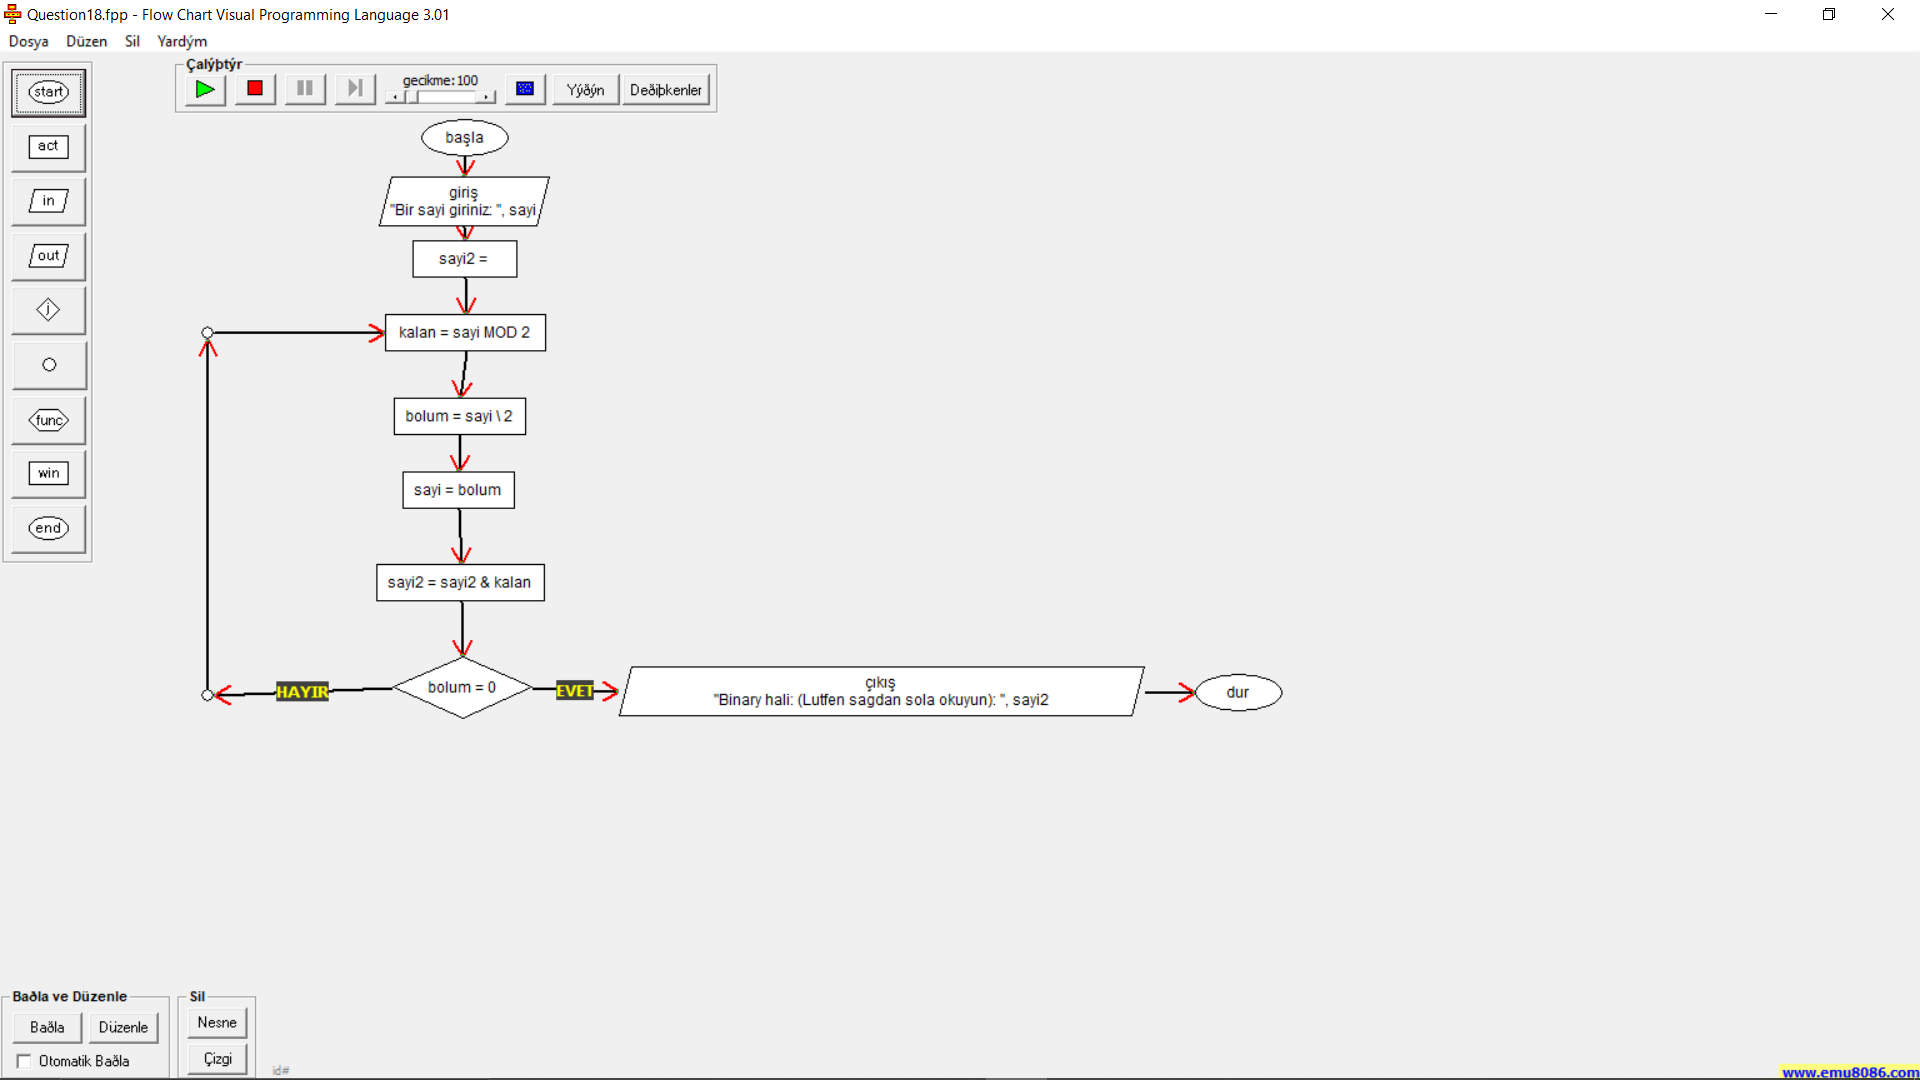 Question18.fpp - Flow Chart Visual Programming Language 3.01
Dosya Düzen Sil Yardým
Çalýþtýr
gecikme:100
Yýðýn
Deðiþkenler
start
act
in
out
j
func
win
end
başla
giriş
"Bir sayi giriniz: ", sayi
sayi2 =
kalan = sayi MOD 2
bolum = sayi \ 2
sayi = bolum
sayi2 = sayi2 & kalan
bolum = 0
HAYIR
EVET
çıkış
"Binary hali: (Lutfen sagdan sola okuyun): ", sayi2
dur
Baðla ve Düzenle
Baðla
Düzenle
Otomatik Baðla
Sil
Nesne
Çizgi
id#
www.emu8086.com